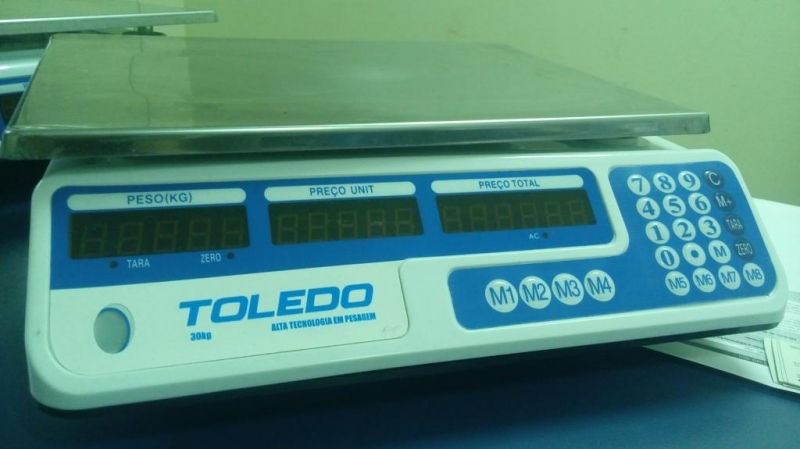 PESO(KG)
PREÇO UNIT
PREÇO TOTAL
TARA
ZERO
AC
TOLEDO
30kg
ALTA TECNOLOGIA EM PESAGEM
M1 M2 M3 M4
7 8 9 C
4 5 6 M+
1 2 3 TARA
0 • M ZERO
M5 M6 M7 M8